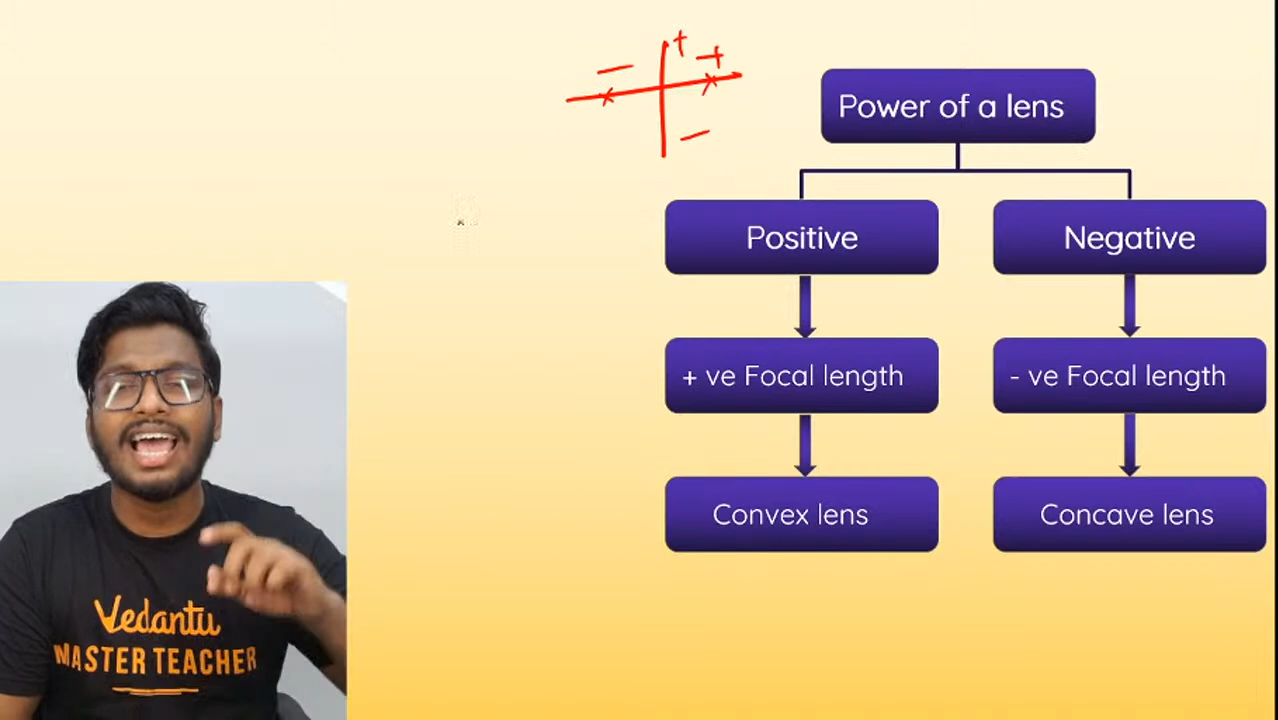 +
− +
−
Power of a lens
Positive
Negative
+ ve Focal length
- ve Focal length
Convex lens
Concave lens
Vedantu
MASTER TEACHER